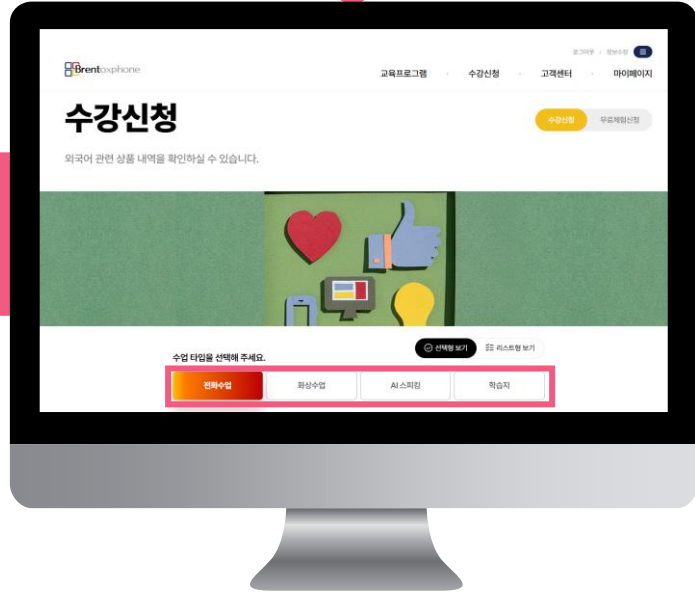 로그아웃 | 정보수정
Brentoxphone
교육프로그램 · 수강신청 · 고객센터 · 마이페이지
수강신청
수강신청 무료체험신청
외국어 관련 상품 내역을 확인하실 수 있습니다.
선택형 보기 리스트형 보기
수업 타입을 선택해 주세요.
전화수업 화상수업 AI 스피킹 학습지